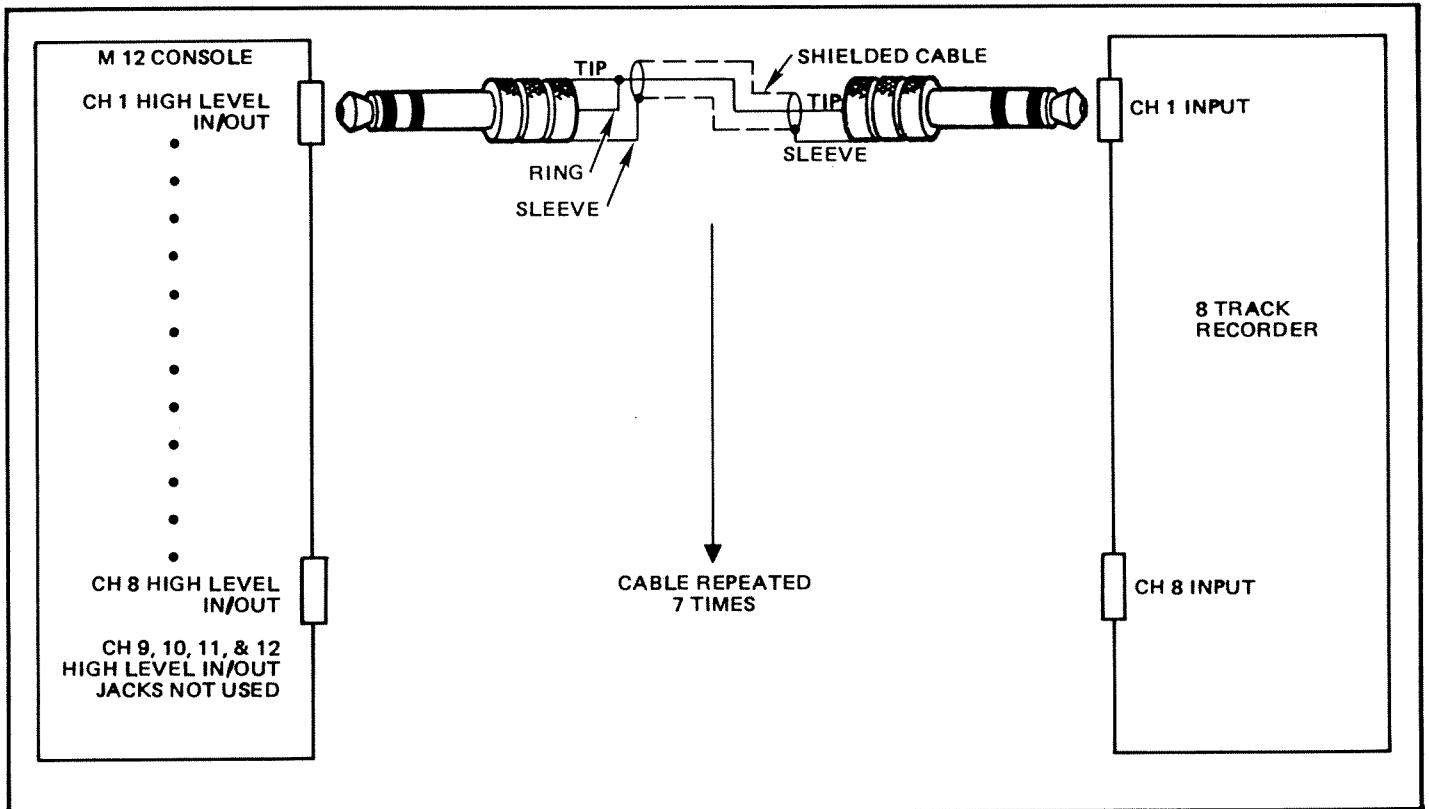 M 12 CONSOLE
CH 1 HIGH LEVEL
IN/OUT
TIP
SHIELDED CABLE
TIP
RING
SLEEVE
SLEEVE
CH 1 INPUT
8 TRACK
RECORDER
CH 8 HIGH LEVEL
IN/OUT
CABLE REPEATED
7 TIMES
CH 8 INPUT
CH 9, 10, 11, & 12
HIGH LEVEL IN/OUT
JACKS NOT USED